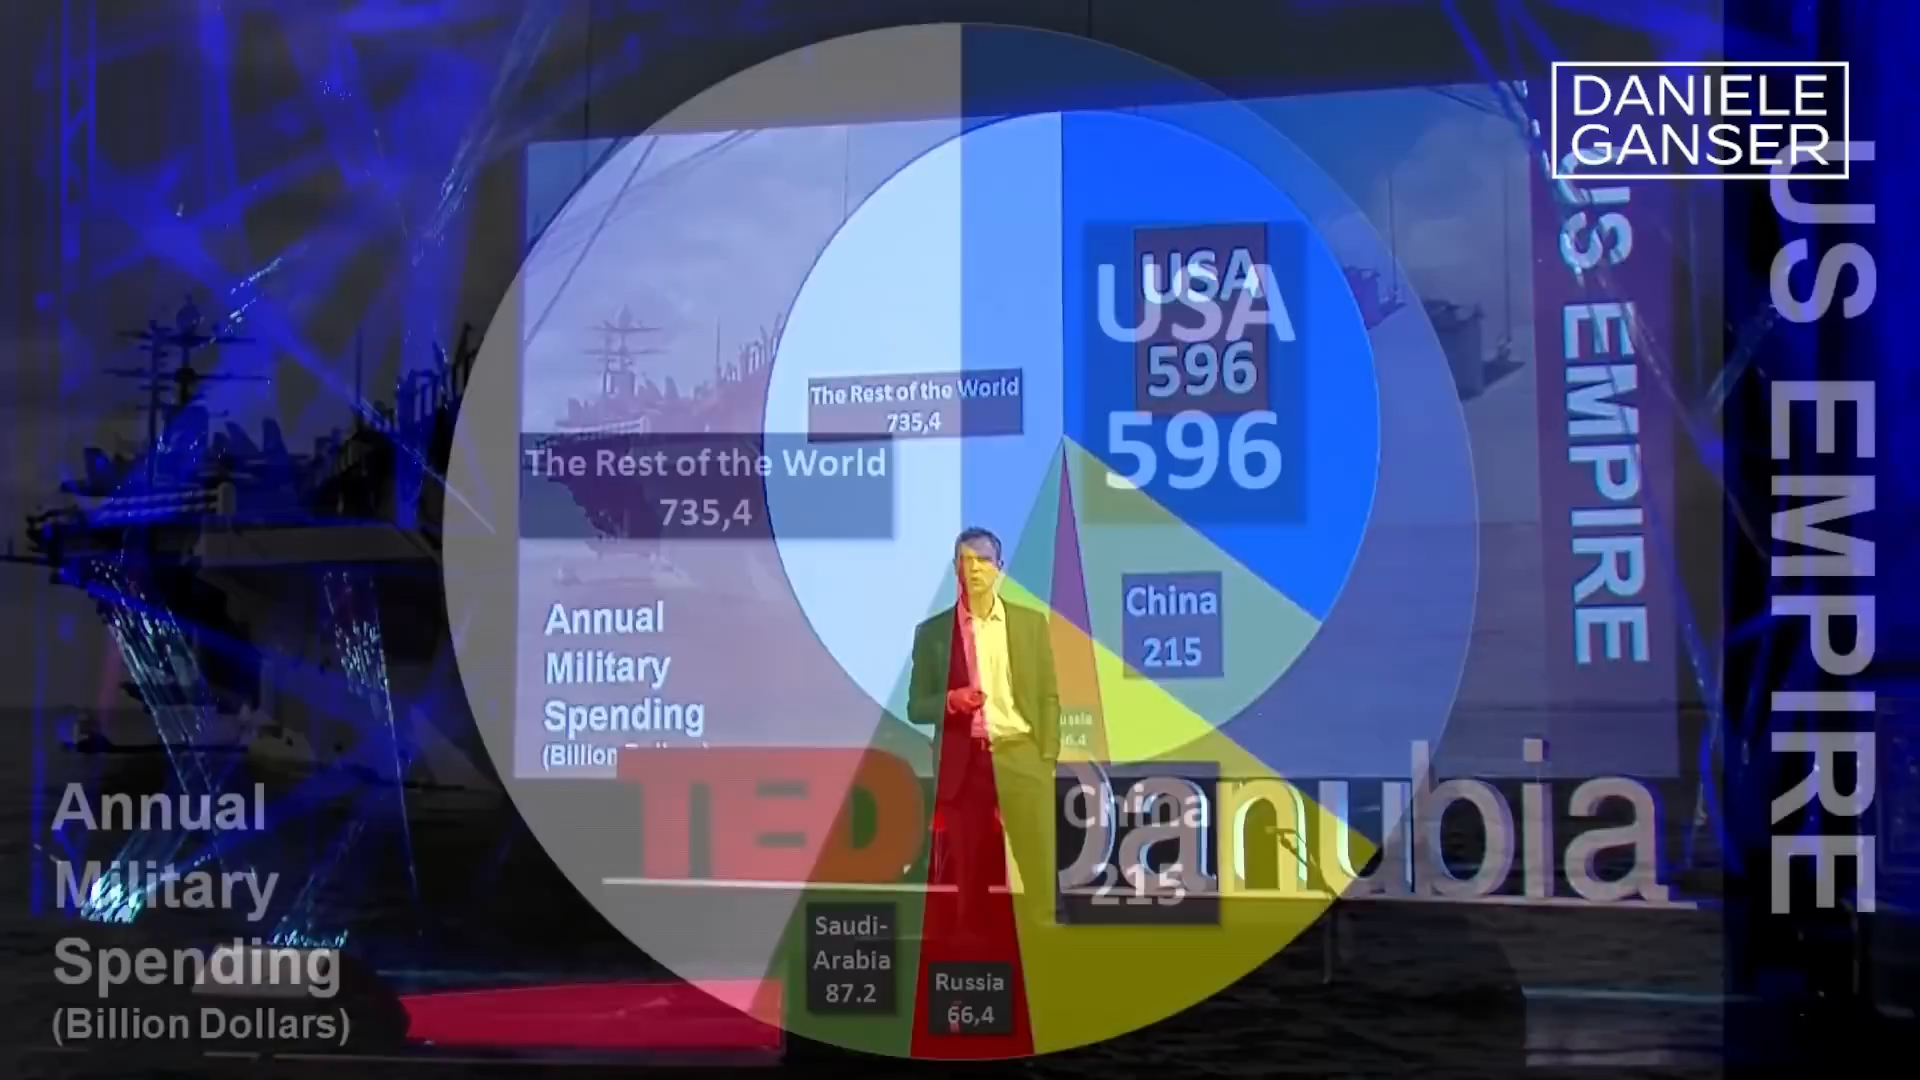 DANIELE
GANSER
US EMPIRE
US EMPIRE
USA
596
USA
596
The Rest of the World
735,4
The Rest of the World
735,4
China
215
Annual
Military
Spending
(Billion
TED
Danubia
China
215
Annual
Military
Spending
(Billion Dollars)
Saudi-
Arabia
87.2
Russia
66,4